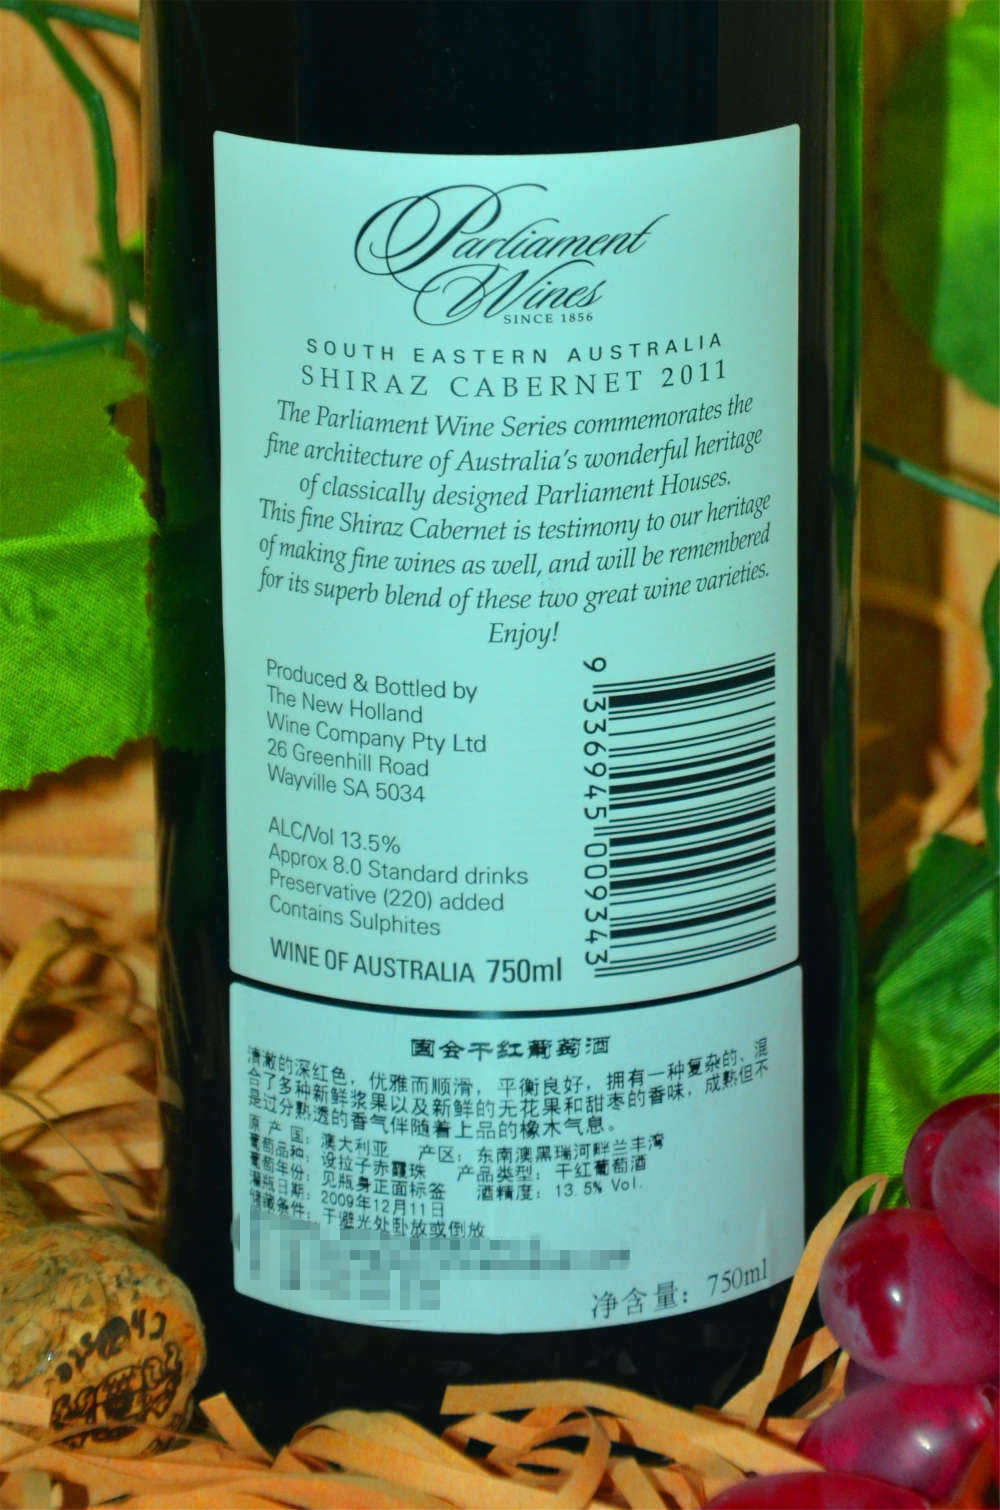 Parliament
Wines
SINCE 1856
SOUTH EASTERN AUSTRALIA
SHIRAZ CABERNET 2011
The Parliament Wine Series commemorates the
fine architecture of Australia's wonderful heritage
of classically designed Parliament Houses.
This fine Shiraz Cabernet is testimony to our heritage
of making fine wines as well, and will be remembered
for its superb blend of these two great wine varieties.
Enjoy!
Produced & Bottled by
The New Holland
Wine Company Pty Ltd
26 Greenhill Road
Wayville SA 5034
ALC/Vol 13.5%
Approx 8.0 Standard drinks
Preservative (220) added
Contains Sulphites
WINE OF AUSTRALIA 750ml
9 336945 009343
国会干红葡萄酒
清澈的深红色，优雅而顺滑，平衡良好，拥有一种复杂的、混
合了多种新鲜浆果以及新鲜的无花果和甜枣的香味，成熟但不
是过分熟透的香气伴随着上品的橡木气息。
原产国：澳大利亚 产区：东南澳黑瑞河畔兰丰湾
葡萄品种：设拉子赤霞珠 产品类型：干红葡萄酒
葡萄年份：见瓶身正面标签 酒精度：13.5% Vol.
灌瓶日期：2009年12月11日
储藏条件：于避光处卧放或倒放
净含量：750ml